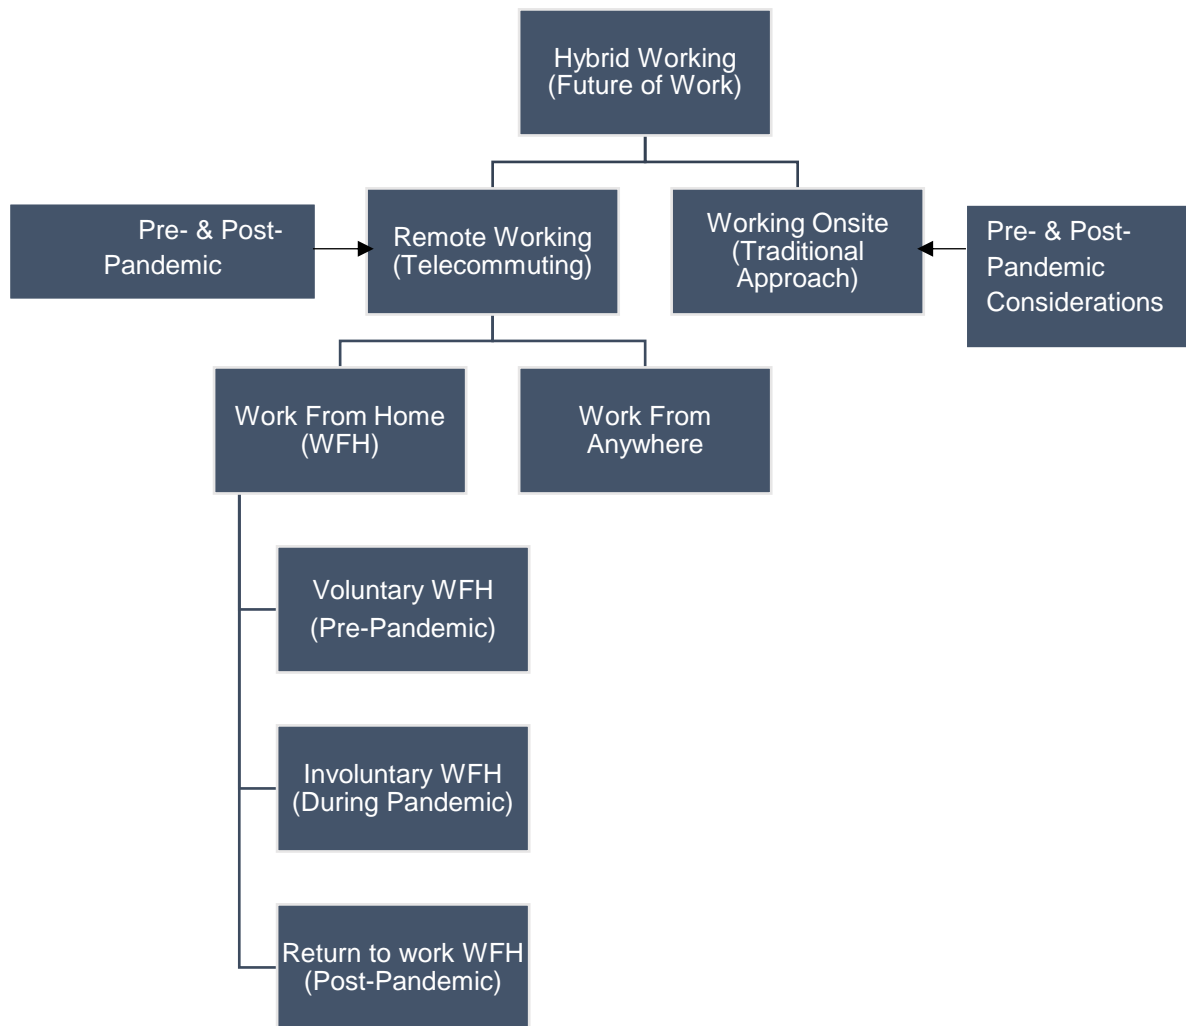 Hybrid Working
(Future of Work)
Pre- & Post-
Pandemic
Remote Working
(Telecommuting)
Working Onsite
(Traditional
Approach)
Pre- & Post-
Pandemic
Considerations
Work From Home
(WFH)
Work From
Anywhere
Voluntary WFH
(Pre-Pandemic)
Involuntary WFH
(During Pandemic)
Return to work WFH
(Post-Pandemic)